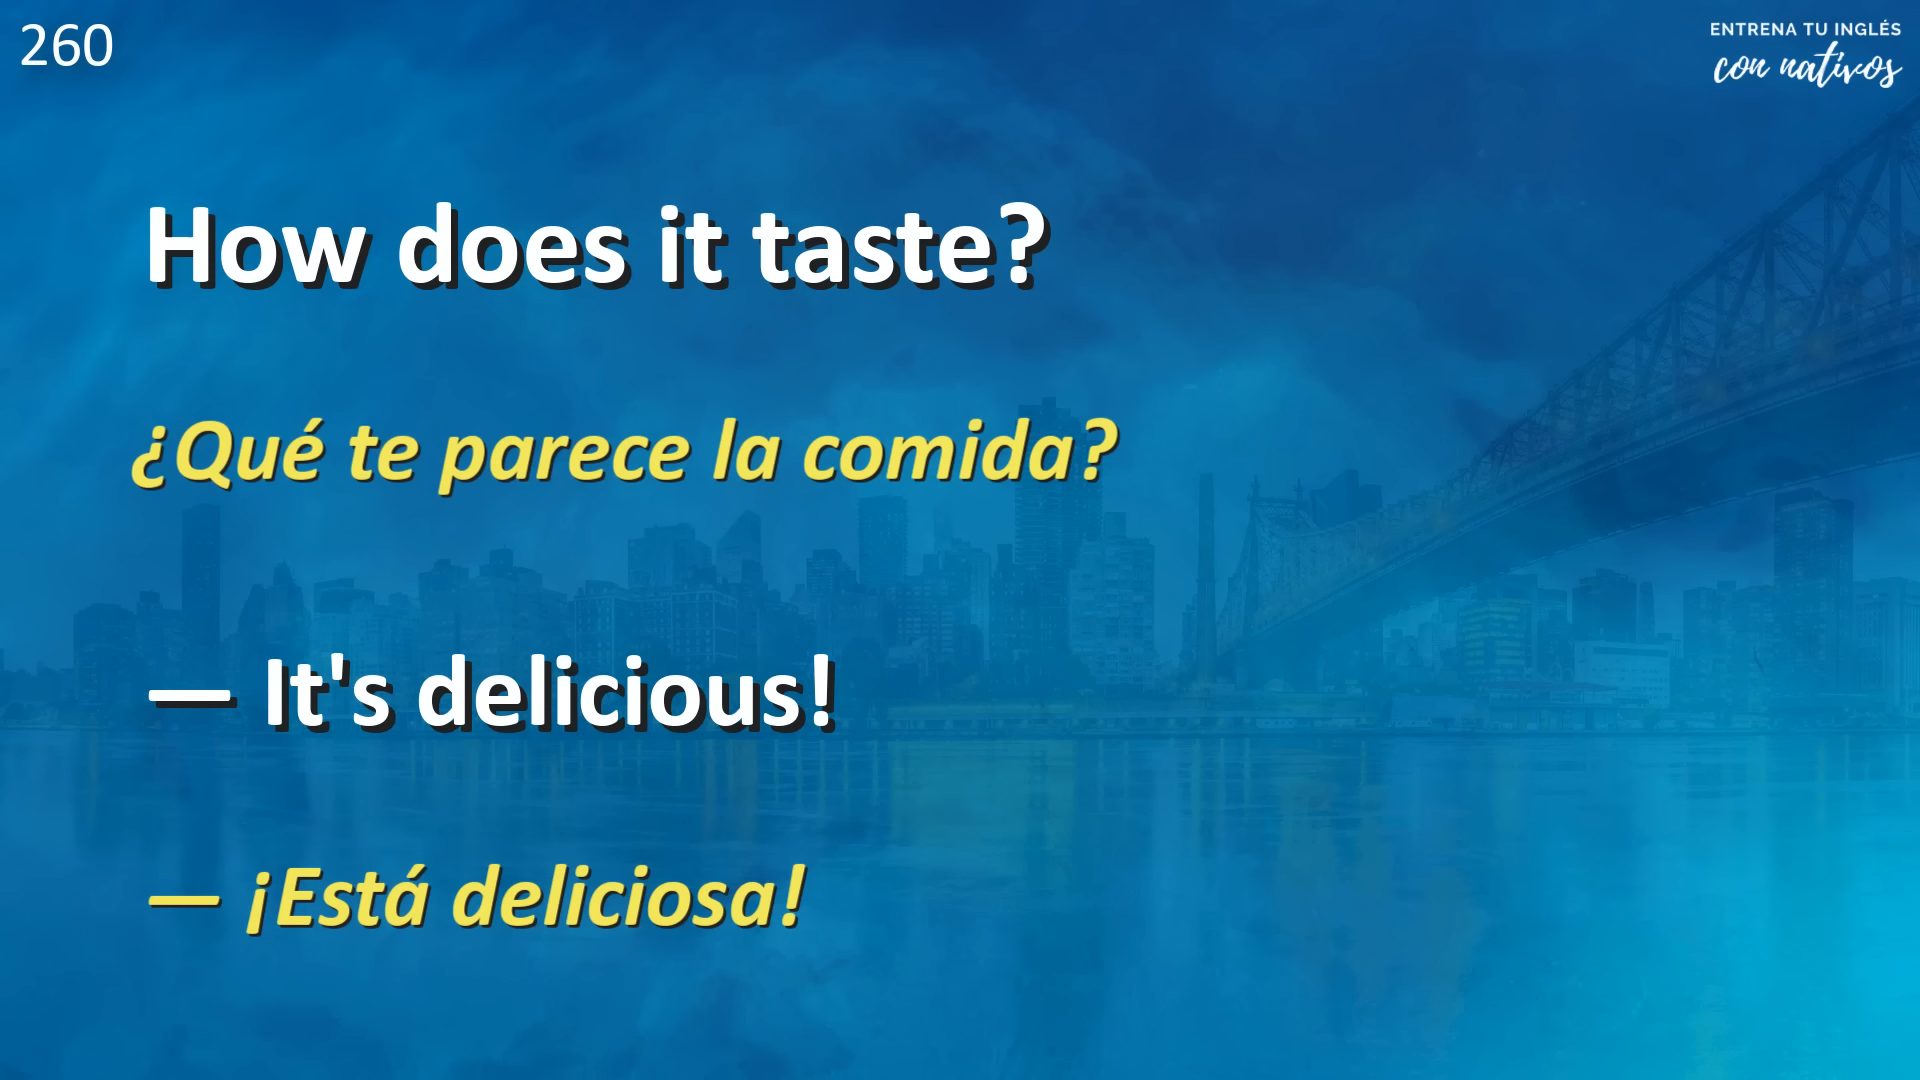 260
ENTRENA TU INGLÉS
con nativos
How does it taste?
¿Qué te parece la comida?
— It's delicious!
— ¡Está deliciosa!